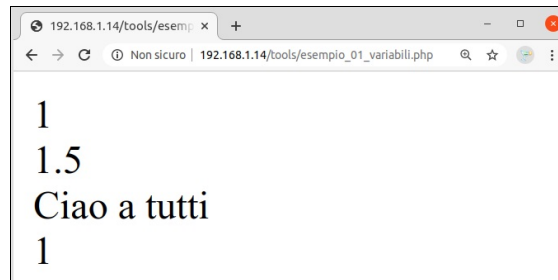 192.168.1.14/tools/esemp
Non sicuro | 192.168.1.14/tools/esempio_01_variabili.php
1
1.5
Ciao a tutti
1